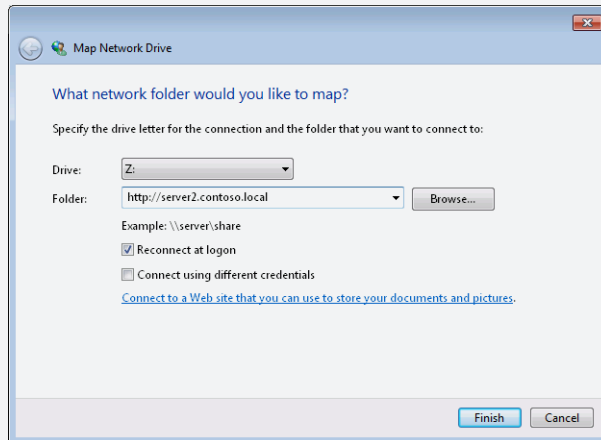 Map Network Drive
What network folder would you like to map?
Specify the drive letter for the connection and the folder that you want to connect to:
Drive: Z:
Folder: http://server2.contoso.local Browse...
Example: \\server\share
Reconnect at logon
Connect using different credentials
Connect to a Web site that you can use to store your documents and pictures.
Finish Cancel